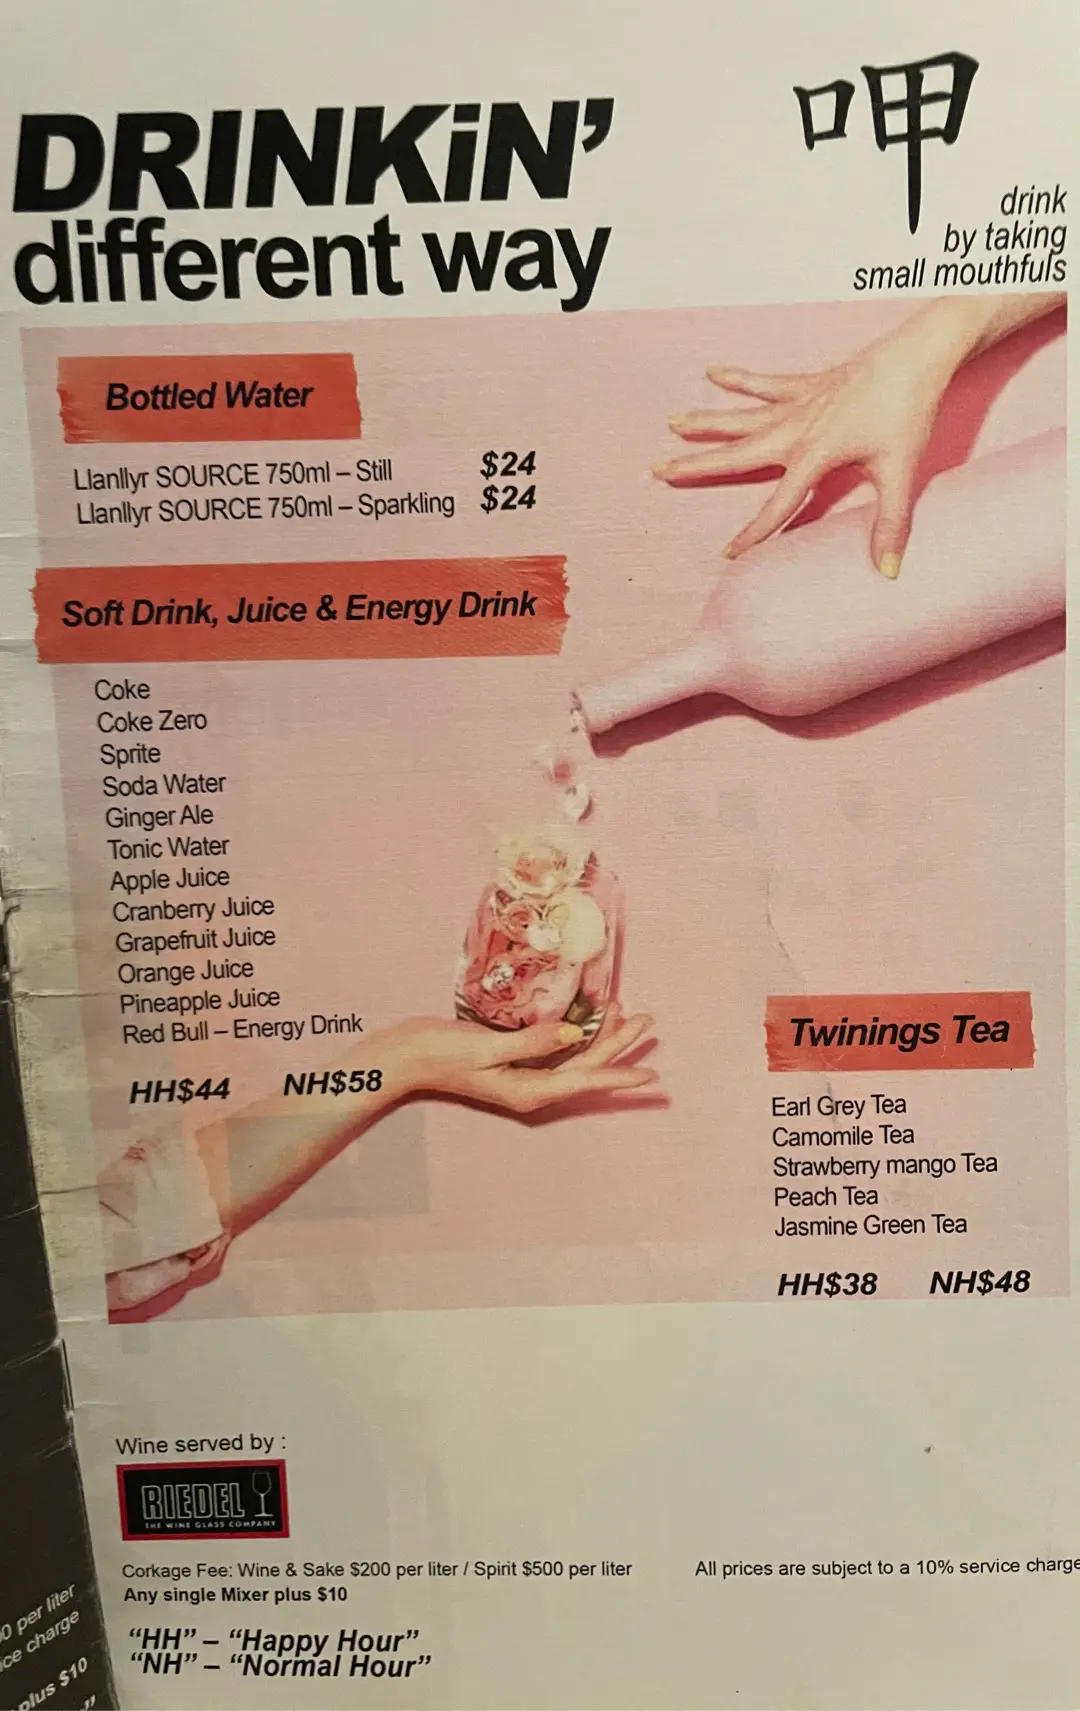 DRINKiN'
different way
呷
drink
by taking
small mouthfuls
Bottled Water
Llanllyr SOURCE 750ml – Still $24
Llanllyr SOURCE 750ml – Sparkling $24
Soft Drink, Juice & Energy Drink
Coke
Coke Zero
Sprite
Soda Water
Ginger Ale
Tonic Water
Apple Juice
Cranberry Juice
Grapefruit Juice
Orange Juice
Pineapple Juice
Red Bull – Energy Drink
HH$44 NH$58
Twinings Tea
Earl Grey Tea
Camomile Tea
Strawberry mango Tea
Peach Tea
Jasmine Green Tea
HH$38 NH$48
Wine served by :
RIEDEL
THE WINE GLASS COMPANY
Corkage Fee: Wine & Sake $200 per liter / Spirit $500 per liter
All prices are subject to a 10% service charge
Any single Mixer plus $10
“HH” – “Happy Hour”
“NH” – “Normal Hour”
0 per liter
ice charge
plus $10
”